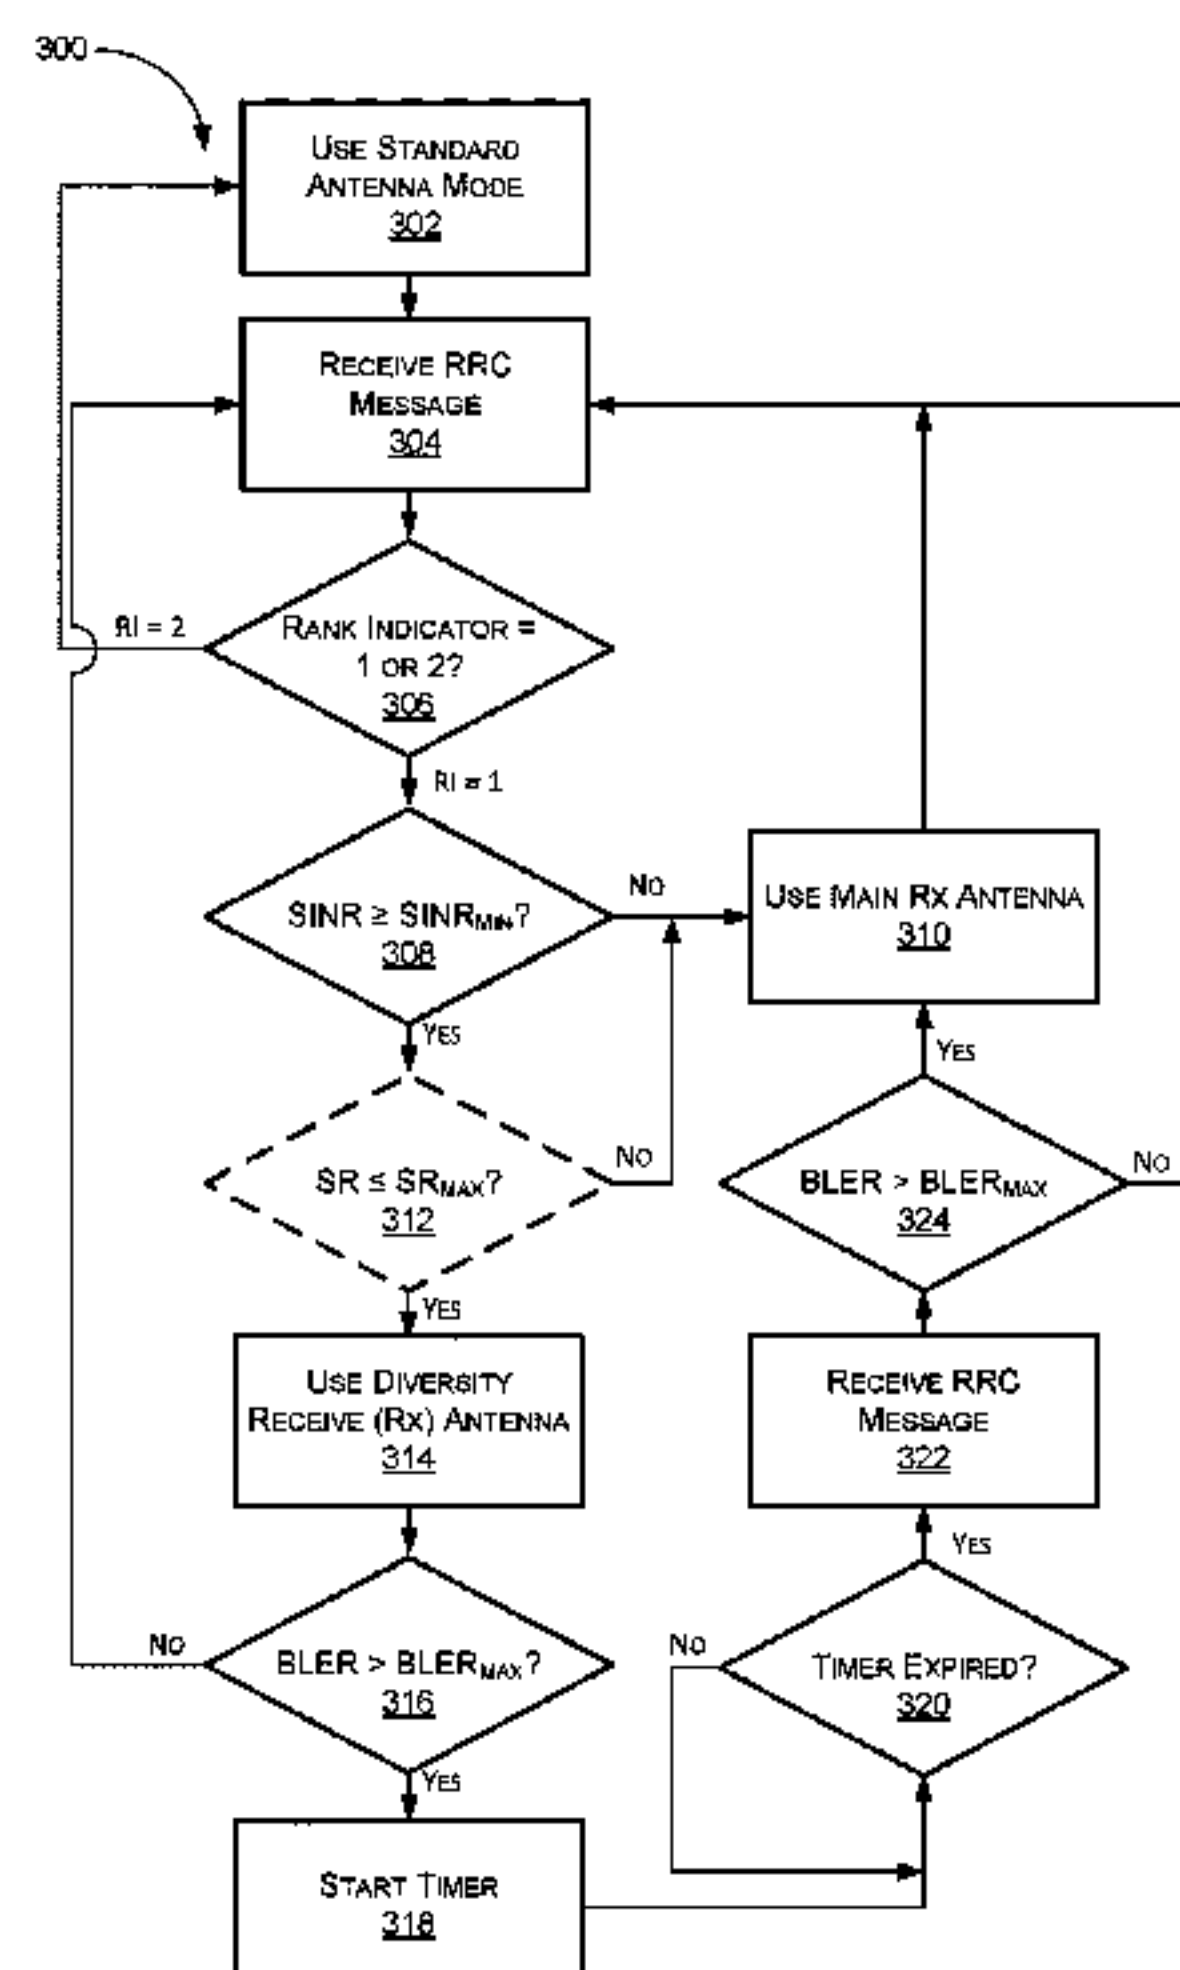 300
USE STANDARD
ANTENNA MODE
302
RECEIVE RRC
MESSAGE
304
RI = 2
RANK INDICATOR =
1 OR 2?
306
RI = 1
SINR ≥ SINRMIN?
308
NO
USE MAIN RX ANTENNA
310
YES
YES
SR ≤ SRMAX?
312
NO
BLER > BLERMAX
324
NO
YES
USE DIVERSITY
RECEIVE (RX) ANTENNA
314
RECEIVE RRC
MESSAGE
322
YES
NO
BLER > BLERMAX?
316
NO
TIMER EXPIRED?
320
YES
START TIMER
318